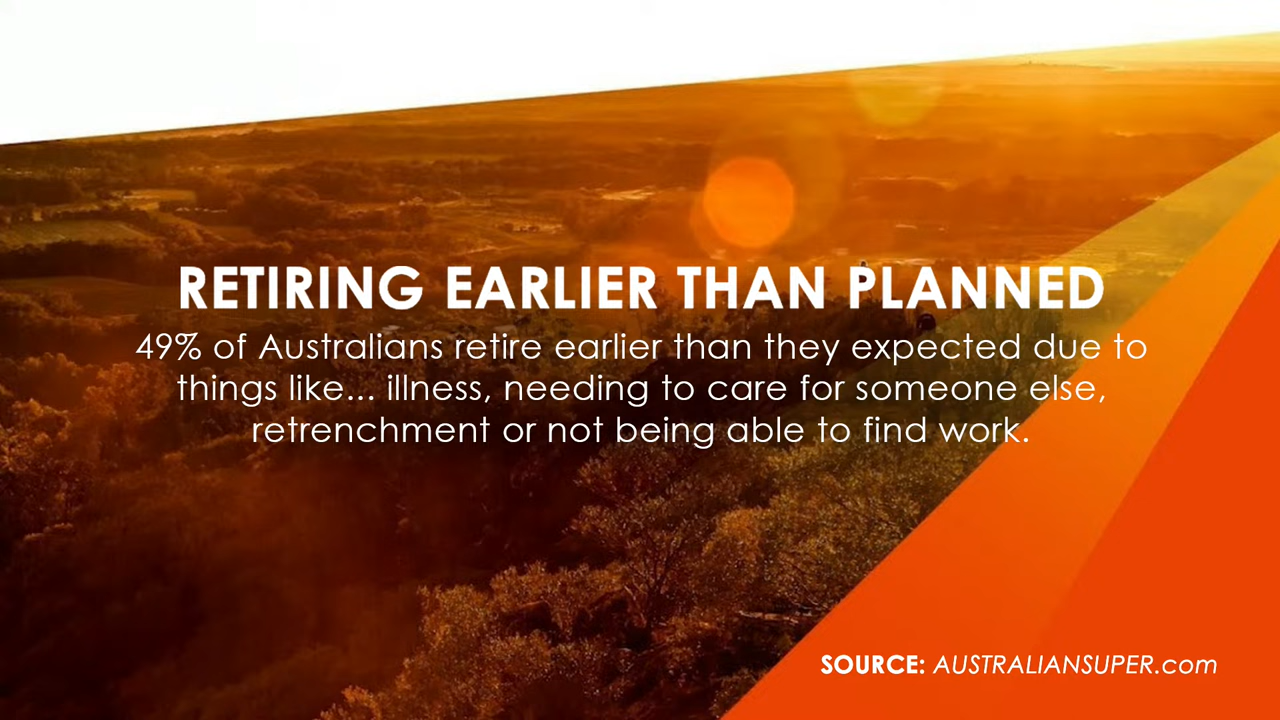 RETIRING EARLIER THAN PLANNED
49% of Australians retire earlier than they expected due to
things like... illness, needing to care for someone else,
retrenchment or not being able to find work.
SOURCE: AUSTRALIANSUPER.com